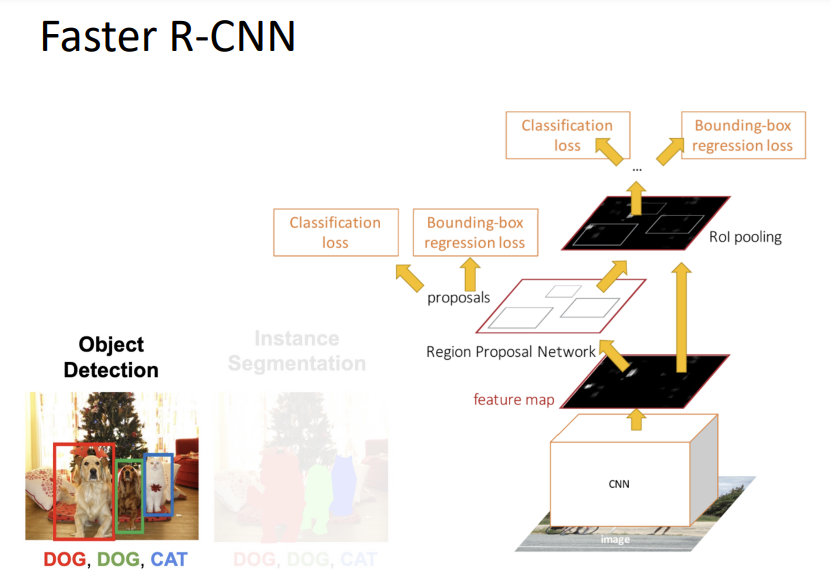 Faster R-CNN
Classification
loss
Bounding-box
regression loss
...
Classification
loss
Bounding-box
regression loss
RoI pooling
proposals
Region Proposal Network
feature map
CNN
image
Object
Detection
DOG, DOG, CAT
Instance
Segmentation
DOG, DOG, CAT